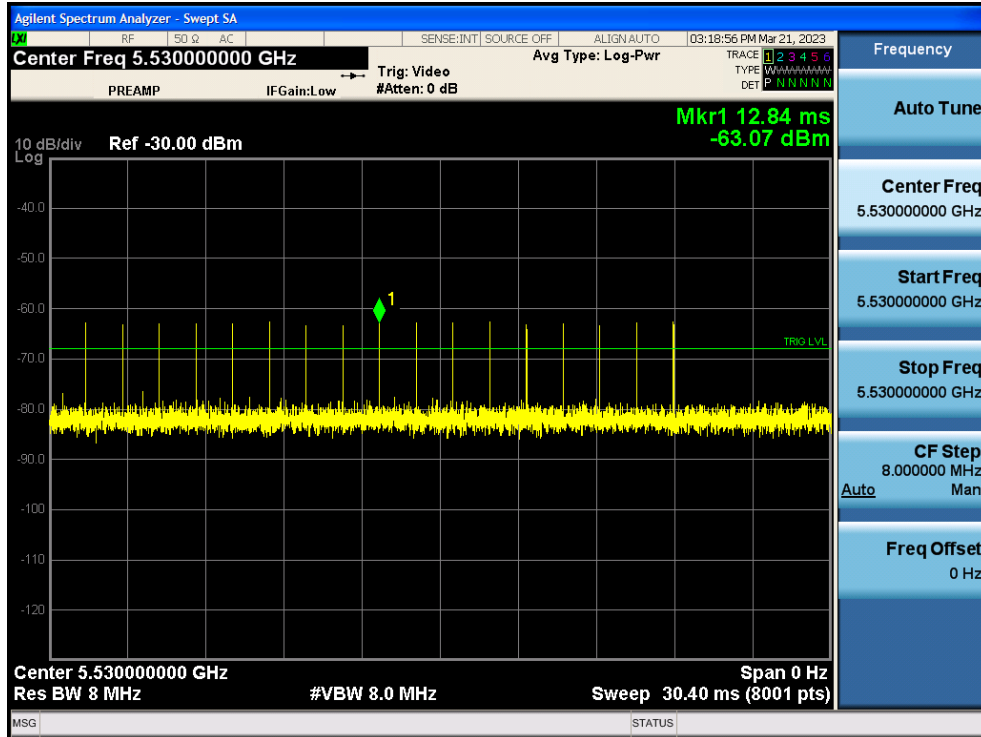 Agilent Spectrum Analyzer - Swept SA
LXI RF 50 Ω AC SENSE:INT SOURCE OFF ALIGN AUTO 03:18:56 PM Mar 21, 2023
Center Freq 5.530000000 GHz
Avg Type: Log-Pwr
TRACE 1 2 3 4 5 6
Trig: Video
TYPE
PREAMP IFGain:Low #Atten: 0 dB
DET P N N N N N
Mkr1 12.84 ms
-63.07 dBm
10 dB/div Ref -30.00 dBm
Log
-40.0
-50.0
1
-60.0
TRIG LVL
-70.0
-80.0
-90.0
-100
-110
-120
Center 5.530000000 GHz Span 0 Hz
Res BW 8 MHz #VBW 8.0 MHz Sweep 30.40 ms (8001 pts)
MSG STATUS
Frequency
Auto Tune
Center Freq
5.530000000 GHz
Start Freq
5.530000000 GHz
Stop Freq
5.530000000 GHz
CF Step
8.000000 MHz
Auto Man
Freq Offset
0 Hz